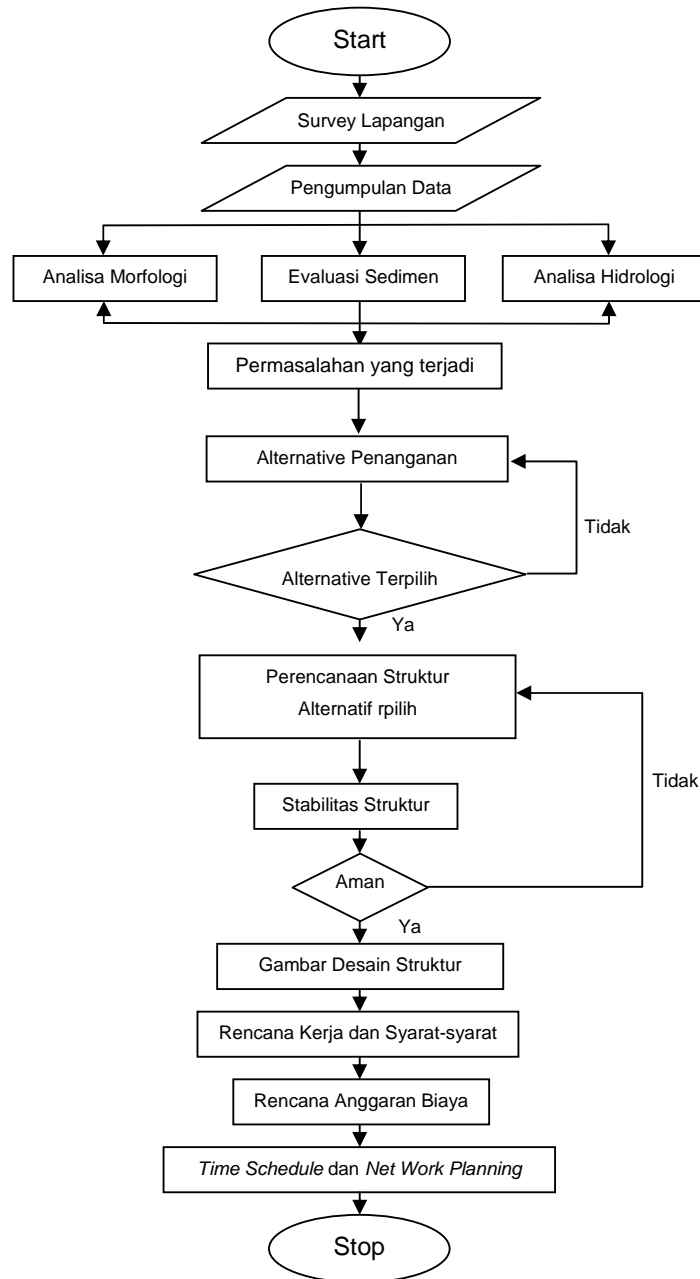 Start
Survey Lapangan
Pengumpulan Data
Analisa Morfologi
Evaluasi Sedimen
Analisa Hidrologi
Permasalahan yang terjadi
Alternative Penanganan
Tidak
Alternative Terpilih
Ya
Perencanaan Struktur
Alternatif rpilih
Tidak
Stabilitas Struktur
Aman
Ya
Gambar Desain Struktur
Rencana Kerja dan Syarat-syarat
Rencana Anggaran Biaya
Time Schedule dan Net Work Planning
Stop